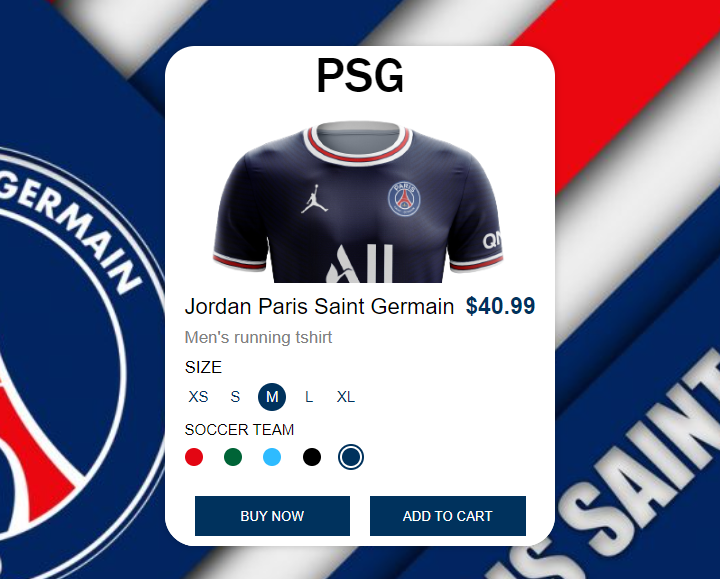 PSG
PARIS
QN
All
GERMAIN
Jordan Paris Saint Germain $40.99
Men's running tshirt
SIZE
XS S M L XL
SOCCER TEAM
BUY NOW ADD TO CART
IS SAINT